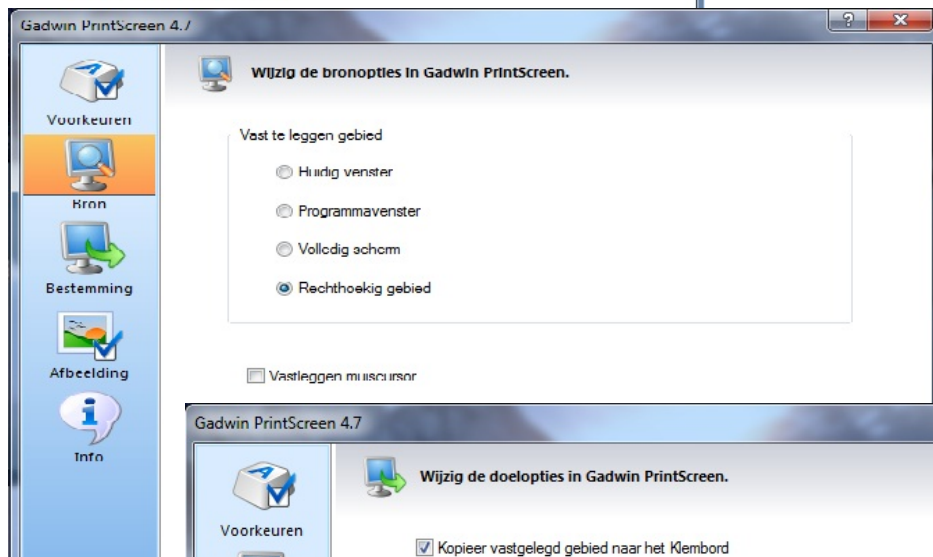 Gadwin PrintScreen 4.7
Wijzig de bronopties in Gadwin PrintScreen.
Voorkeuren
Vast te leggen gebied
Huidig venster
Programmavenster
Bron
Volledig scherm
Rechthoekig gebied
Bestemming
Afbeelding
Vastleggen muiscursor
Gadwin PrintScreen 4.7
Info
Wijzig de doelopties in Gadwin PrintScreen.
Voorkeuren
Kopieer vastgelegd gebied naar het Klembord